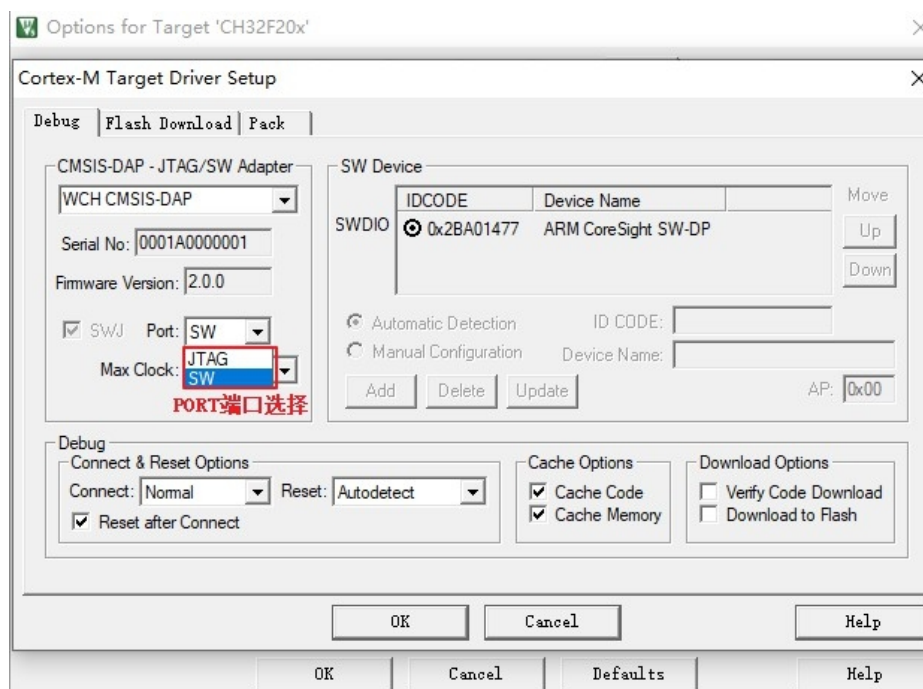 Options for Target 'CH32F20x'
Cortex-M Target Driver Setup
Debug Flash Download Pack
CMSIS-DAP - JTAG/SW Adapter
WCH CMSIS-DAP
Serial No: 0001A0000001
Firmware Version: 2.0.0
SWJ Port: SW
JTAG
Max Clock:
SW
PORT端口选择
SW Device
IDCODE Device Name
SWDIO 0x2BA01477 ARM CoreSight SW-DP
Move
Up
Down
Automatic Detection ID CODE:
Manual Configuration Device Name:
Add Delete Update AP: 0x00
Debug
Connect & Reset Options
Connect: Normal Reset: Autodetect
Reset after Connect
Cache Options
Cache Code
Cache Memory
Download Options
Verify Code Download
Download to Flash
OK Cancel Help
OK Cancel Defaults Help